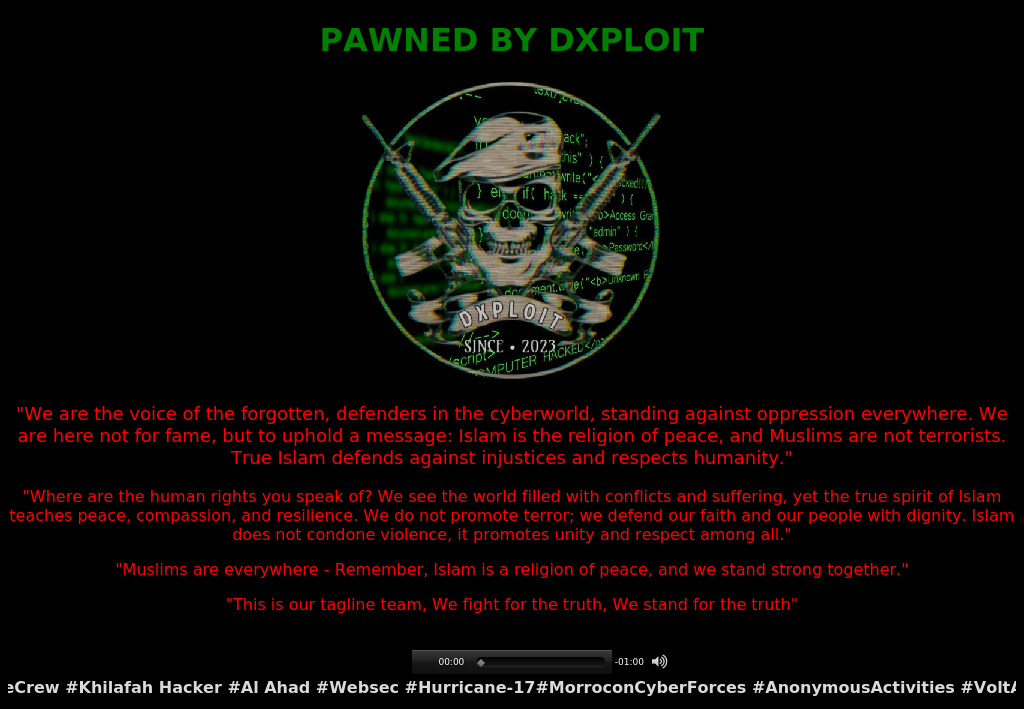 PAWNED BY DXPLOIT
DXPLOIT
SINCE • 2023
"We are the voice of the forgotten, defenders in the cyberworld, standing against oppression everywhere. We
are here not for fame, but to uphold a message: Islam is the religion of peace, and Muslims are not terrorists.
True Islam defends against injustices and respects humanity."
"Where are the human rights you speak of? We see the world filled with conflicts and suffering, yet the true spirit of Islam
teaches peace, compassion, and resilience. We do not promote terror; we defend our faith and our people with dignity. Islam
does not condone violence, it promotes unity and respect among all."
"Muslims are everywhere - Remember, Islam is a religion of peace, and we stand strong together."
"This is our tagline team, We fight for the truth, We stand for the truth"
00:00 -01:00
eCrew #Khilafah Hacker #AI Ahad #Websec #Hurricane-17#MorroconCyberForces #AnonymousActivities